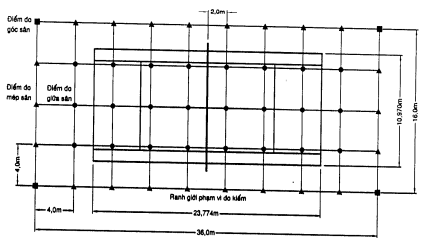 2,0m
Điểm đo
góc sân
Điểm đo
mép sân
Điểm đo
giữa sân
10,970m
16,0m
4,0m
Ranh giới phạm vi đo kiểm
4,0m
23,774m
36,0m